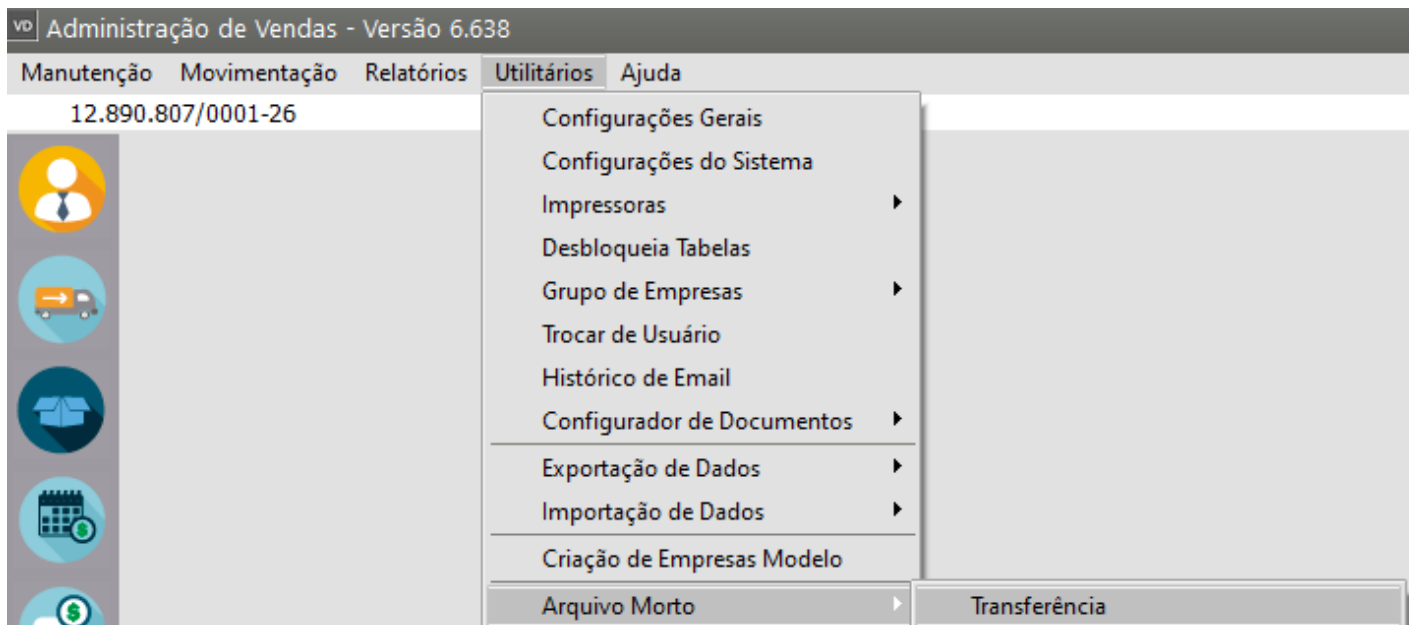 VD Administração de Vendas - Versão 6.638
Manutenção Movimentação Relatórios Utilitários Ajuda
12.890.807/0001-26
Configurações Gerais
Configurações do Sistema
Impressoras
Desbloqueia Tabelas
Grupo de Empresas
Trocar de Usuário
Histórico de Email
Configurador de Documentos
Exportação de Dados
Importação de Dados
Criação de Empresas Modelo
Arquivo Morto Transferência